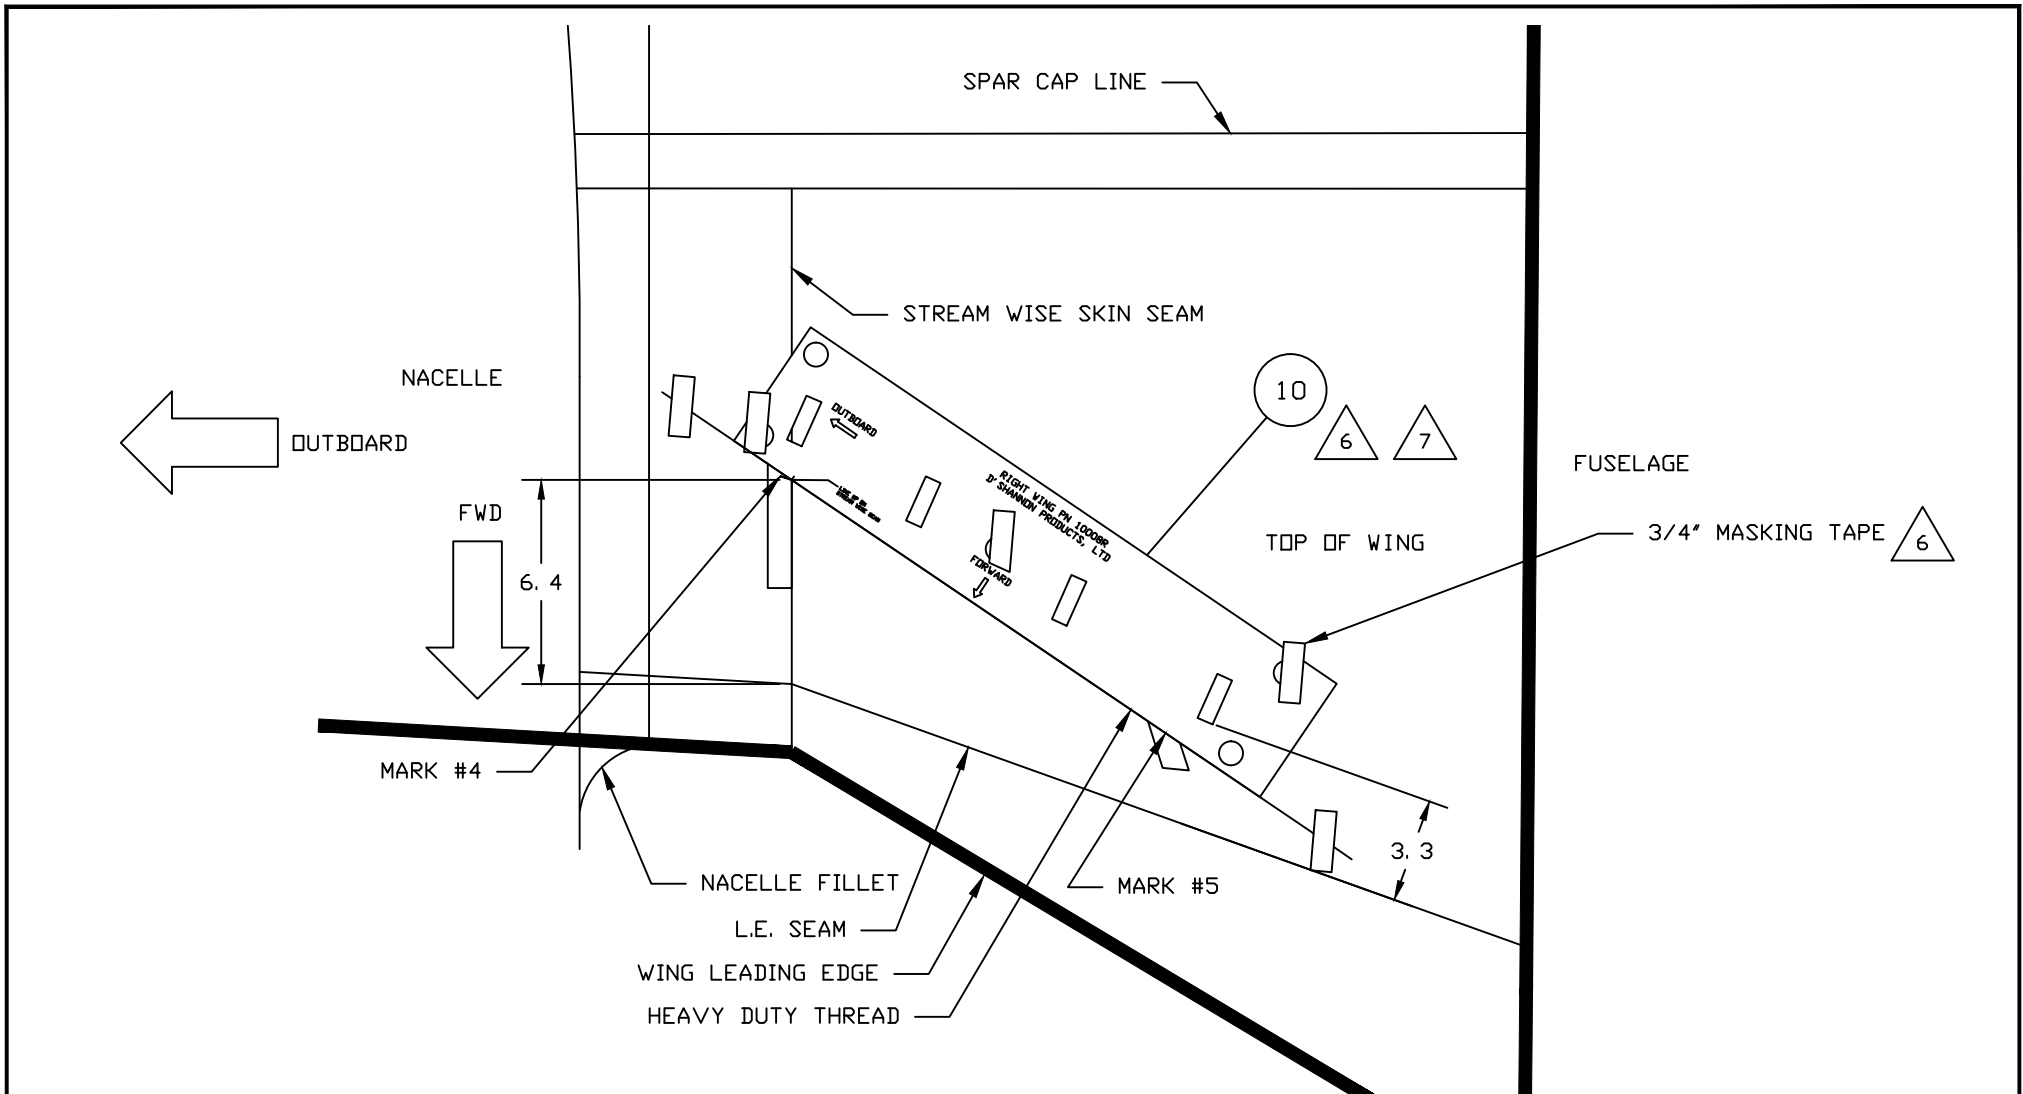 SPAR CAP LINE
STREAM WISE SKIN SEAM
NACELLE
10
OUTBOARD
OUTBOARD
6
7
FUSELAGE
RIGHT WING PN 10008R
D'SHANNON PRODUCTS, LTD
FWD
3/4" MASKING TAPE
6
TOP OF WING
FORWARD
6.4
MARK #4
3.3
NACELLE FILLET
MARK #5
L.E. SEAM
WING LEADING EDGE
HEAVY DUTY THREAD